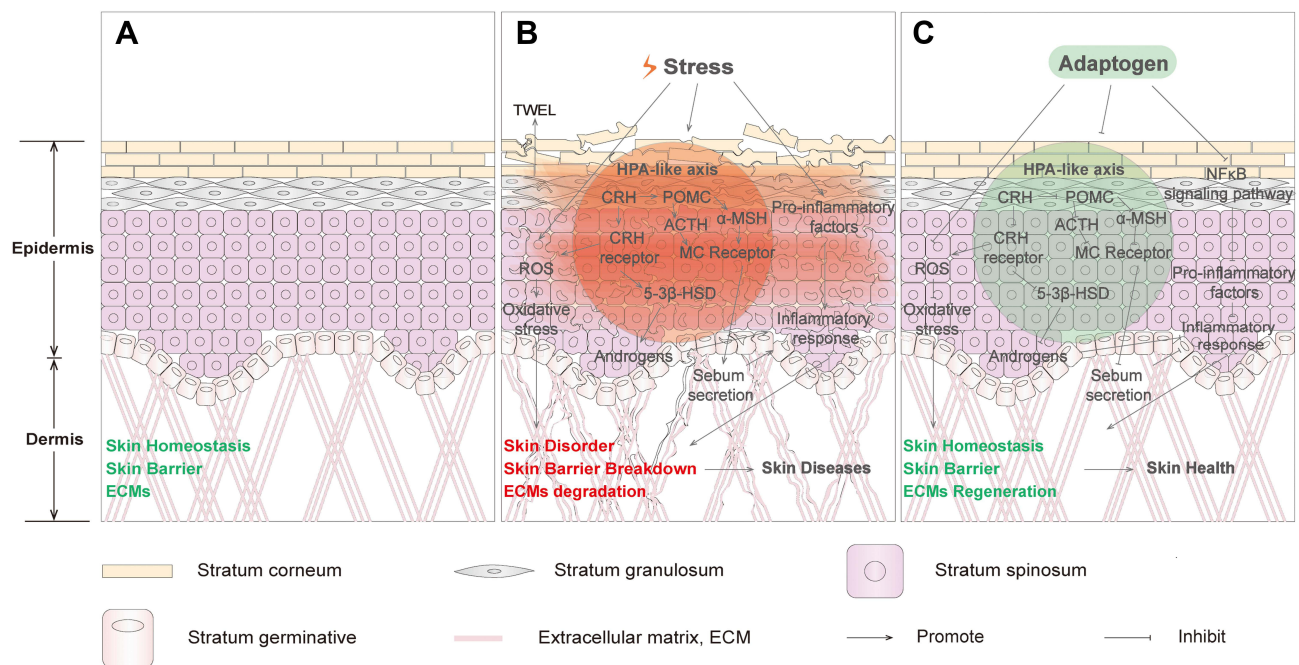 A
B
C
Stress
Adaptogen
TWEL
Epidermis
Dermis
HPA-like axis
CRH
POMC
α-MSH
ACTH
CRH
receptor
MC Receptor
5-3β-HSD
Pro-inflammatory
factors
ROS
Oxidative
stress
Inflammatory
response
Androgens
Sebum
secretion
Skin Homeostasis
Skin Barrier
ECMs
Skin Disorder
Skin Barrier Breakdown
ECMs degradation
Skin Diseases
HPA-like axis
CRH
POMC
α-MSH
ACTH
CRH
receptor
MC Receptor
5-3β-HSD
NFκB
signaling pathway
Pro-inflammatory
factors
ROS
Oxidative
stress
Inflammatory
response
Androgens
Sebum
secretion
Skin Homeostasis
Skin Barrier
ECMs Regeneration
Skin Health
Stratum corneum
Stratum granulosum
Stratum spinosum
Stratum germinative
Extracellular matrix, ECM
Promote
Inhibit